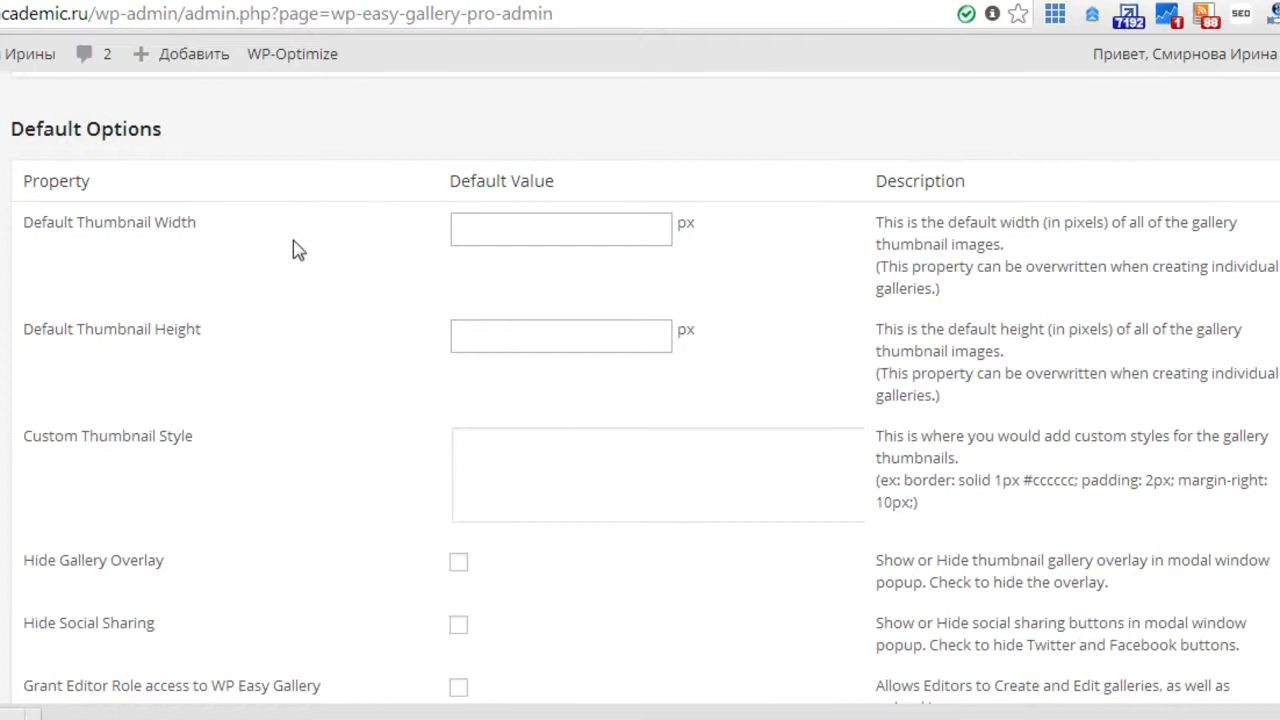 cademic.ru/wp-admin/admin.php?page=wp-easy-gallery-pro-admin
7192
1
88
SEO
и Ирины 2 Добавить WP-Optimize Привет, Смирнова Ирина
Default Options
Property Default Value Description
Default Thumbnail Width px This is the default width (in pixels) of all of the gallery
thumbnail images.
(This property can be overwritten when creating individual
galleries.)
Default Thumbnail Height px This is the default height (in pixels) of all of the gallery
thumbnail images.
(This property can be overwritten when creating individual
galleries.)
Custom Thumbnail Style This is where you would add custom styles for the gallery
thumbnails.
(ex: border: solid 1px #cccccc; padding: 2px; margin-right:
10px;)
Hide Gallery Overlay Show or Hide thumbnail gallery overlay in modal window
popup. Check to hide the overlay.
Hide Social Sharing Show or Hide social sharing buttons in modal window
popup. Check to hide Twitter and Facebook buttons.
Grant Editor Role access to WP Easy Gallery Allows Editors to Create and Edit galleries, as well as